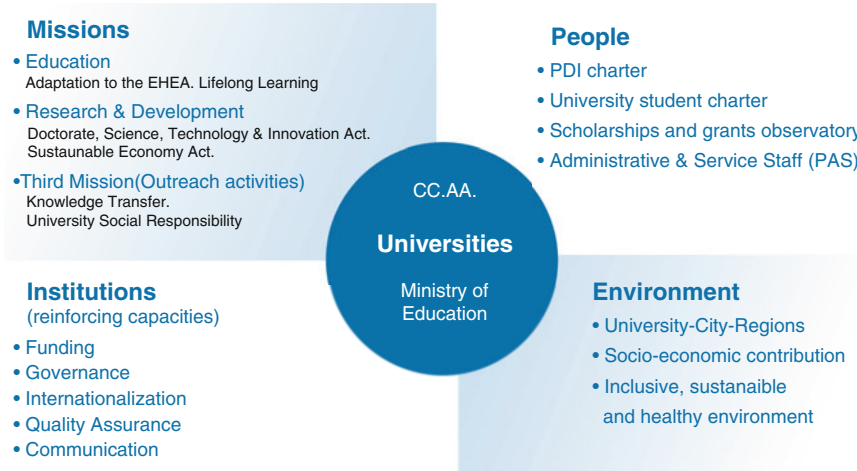 Missions
• Education
Adaptation to the EHEA. Lifelong Learning
• Research & Development
Doctorate, Science, Technology & Innovation Act.
Sustaunable Economy Act.
•Third Mission(Outreach activities)
Knowledge Transfer.
University Social Responsibility
People
• PDI charter
• University student charter
• Scholarships and grants observatory
• Administrative & Service Staff (PAS)
CC.AA.
Universities
Ministry of
Education
Institutions
(reinforcing capacities)
• Funding
• Governance
• Internationalization
• Quality Assurance
• Communication
Environment
• University-City-Regions
• Socio-economic contribution
• Inclusive, sustanaible
and healthy environment